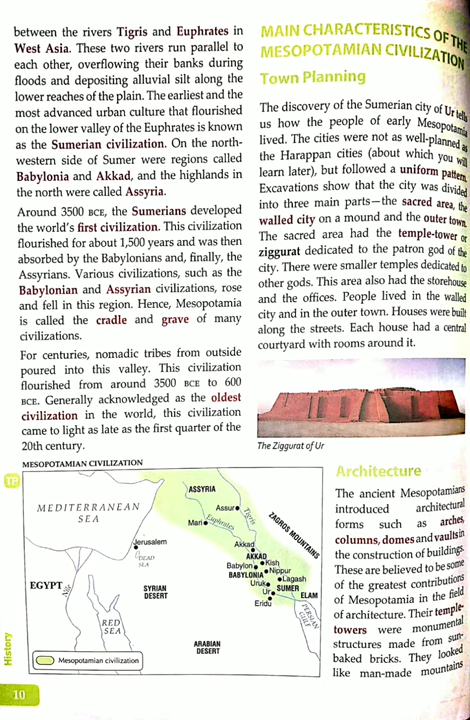 between the rivers Tigris and Euphrates in
West Asia. These two rivers run parallel to
each other, overflowing their banks during
floods and depositing alluvial silt along the
lower reaches of the plain. The earliest and the
most advanced urban culture that flourished
on the lower valley of the Euphrates is known
as the Sumerian civilization. On the north-
western side of Sumer were regions called
Babylonia and Akkad, and the highlands in
the north were called Assyria.
Around 3500 BCE, the Sumerians developed
the world's first civilization. This civilization
flourished for about 1,500 years and was then
absorbed by the Babylonians and, finally, the
Assyrians. Various civilizations, such as the
Babylonian and Assyrian civilizations, rose
and fell in this region. Hence, Mesopotamia
is called the cradle and grave of many
civilizations.
For centuries, nomadic tribes from outside
poured into this valley. This civilization
flourished from around 3500 BCE to 600
BCE. Generally acknowledged as the oldest
civilization in the world, this civilization
came to light as late as the first quarter of the
20th century.
MESOPOTAMIAN CIVILIZATION
TP
MEDITERRANEAN
SEA
ASSYRIA
Assur
Mari
Euphrates
Tigris
ZAGROS MOUNTAINS
Jerusalem
DEAD
SEA
Akkad
AKKAD
Kish
Babylon
Nippur
BABYLONIA
Lagash
Uruk
SUMER
Ur
ELAM
Eridu
EGYPT
Nile
SYRIAN
DESERT
RED
SEA
PERSIAN
GULF
ARABIAN
DESERT
Mesopotamian civilization
History
10
MAIN CHARACTERISTICS OF THE
MESOPOTAMIAN CIVILIZATION
Town Planning
The discovery of the Sumerian city of Ur tells
us how the people of early Mesopotamia
lived. The cities were not as well-planned as
the Harappan cities (about which you will
learn later), but followed a uniform pattern.
Excavations show that the city was divided
into three main parts—the sacred area, the
walled city on a mound and the outer town.
The sacred area had the temple-tower or
ziggurat dedicated to the patron god of the
city. There were smaller temples dedicated to
other gods. This area also had the storehouse
and the offices. People lived in the walled
city and in the outer town. Houses were built
along the streets. Each house had a central
courtyard with rooms around it.
The Ziggurat of Ur
Architecture
The ancient Mesopotamians
introduced architectural
forms such as arches,
columns, domes and vaults in
the construction of buildings.
These are believed to be some
of the greatest contributions
of Mesopotamia in the field
of architecture. Their temple-
towers were monumental
structures made from sun-
baked bricks. They looked
like man-made mountains